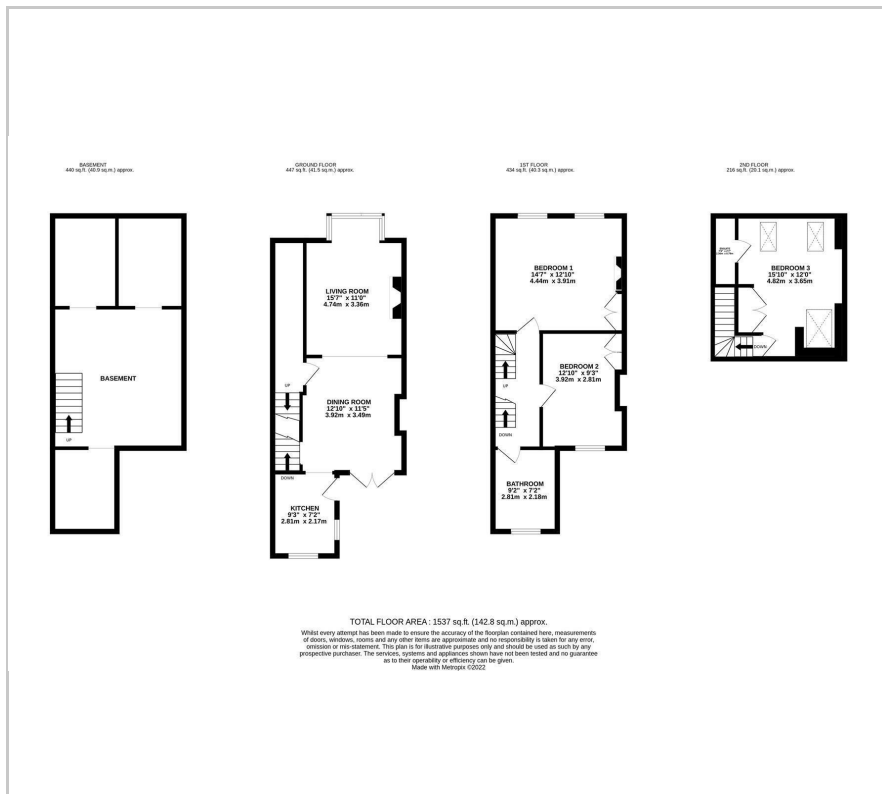 BASEMENT
440 sq.ft. (40.9 sq.m.) approx.
GROUND FLOOR
447 sq.ft. (41.5 sq.m.) approx.
1ST FLOOR
434 sq.ft. (40.3 sq.m.) approx.
2ND FLOOR
216 sq.ft. (20.1 sq.m.) approx.
BASEMENT
UP
LIVING ROOM
15'7" x 11'0"
4.74m x 3.36m
UP
DINING ROOM
12'10" x 11'5"
3.92m x 3.49m
DOWN
KITCHEN
9'3" x 7'2"
2.81m x 2.17m
BEDROOM 1
14'7" x 12'10"
4.44m x 3.91m
BEDROOM 2
12'10" x 9'3"
3.92m x 2.81m
UP
DOWN
BATHROOM
9'2" x 7'2"
2.81m x 2.18m
BEDROOM 3
15'10" x 12'0"
4.82m x 3.65m
DOWN
TOTAL FLOOR AREA : 1537 sq.ft. (142.8 sq.m.) approx.
Whilst every attempt has been made to ensure the accuracy of the floorplan contained here, measurements
of doors, windows, rooms and any other items are approximate and no responsibility is taken for any error,
omission or mis-statement. This plan is for illustrative purposes only and should be used as such by any
prospective purchaser. The services, systems and appliances shown have not been tested and no guarantee
as to their operability or efficiency can be given.
Made with Metropix ©2022